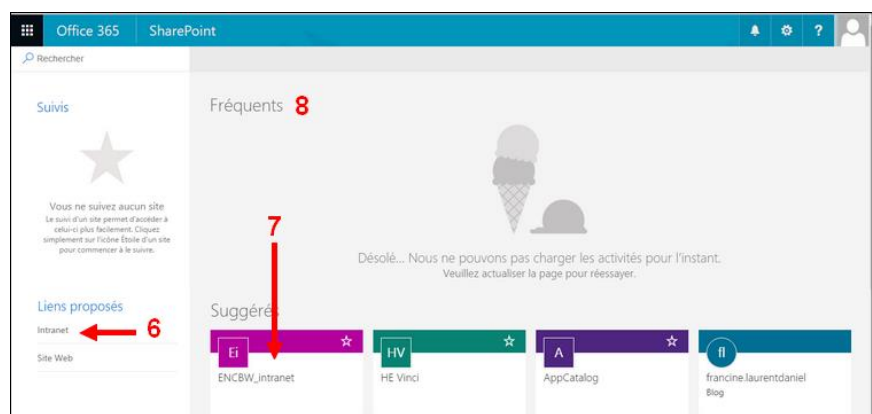 Office 365 SharePoint ?
Rechercher
Suivis
Vous ne suivez aucun site
Le suivi d'un site permet d'accéder à
celui-ci plus facilement. Cliquez
simplement sur l'icône Étoile d'un site
pour commencer à le suivre.
Liens proposés
Intranet 6
Site Web
Fréquents 8
Désolé... Nous ne pouvons pas charger les activités pour l'instant.
Veuillez actualiser la page pour réessayer.
7
Suggérés
Ei
ENCBW_intranet
HV
HE Vinci
A
AppCatalog
fl
francine.laurentdaniel
Blog